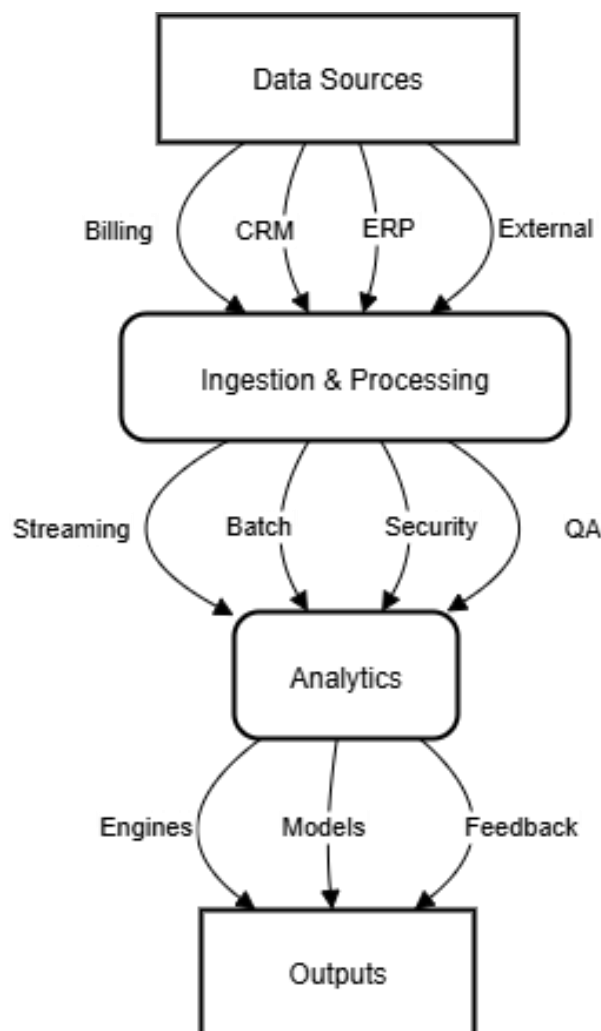 Data Sources
Billing CRM ERP External
Ingestion & Processing
Streaming Batch Security QA
Analytics
Engines Models Feedback
Outputs